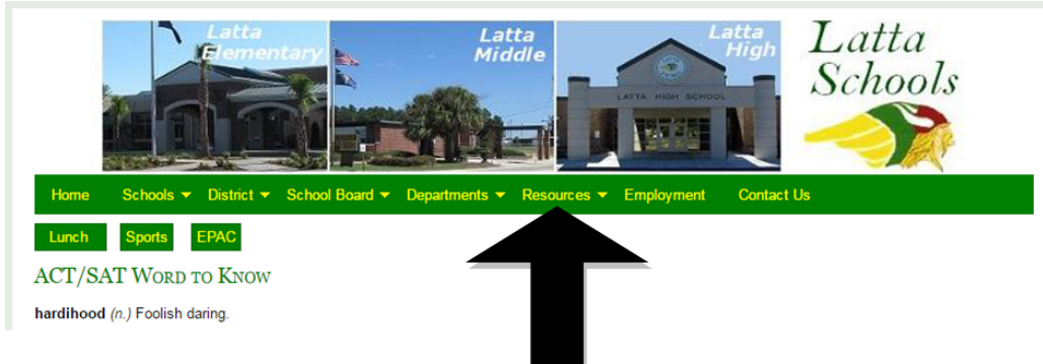 Latta Elementary
Latta Middle
Latta High
LATTA HIGH SCHOOL
Latta Schools
Home Schools District School Board Departments Resources Employment Contact Us
Lunch Sports EPAC
ACT/SAT WORD TO KNOW
hardihood (n.) Foolish daring.